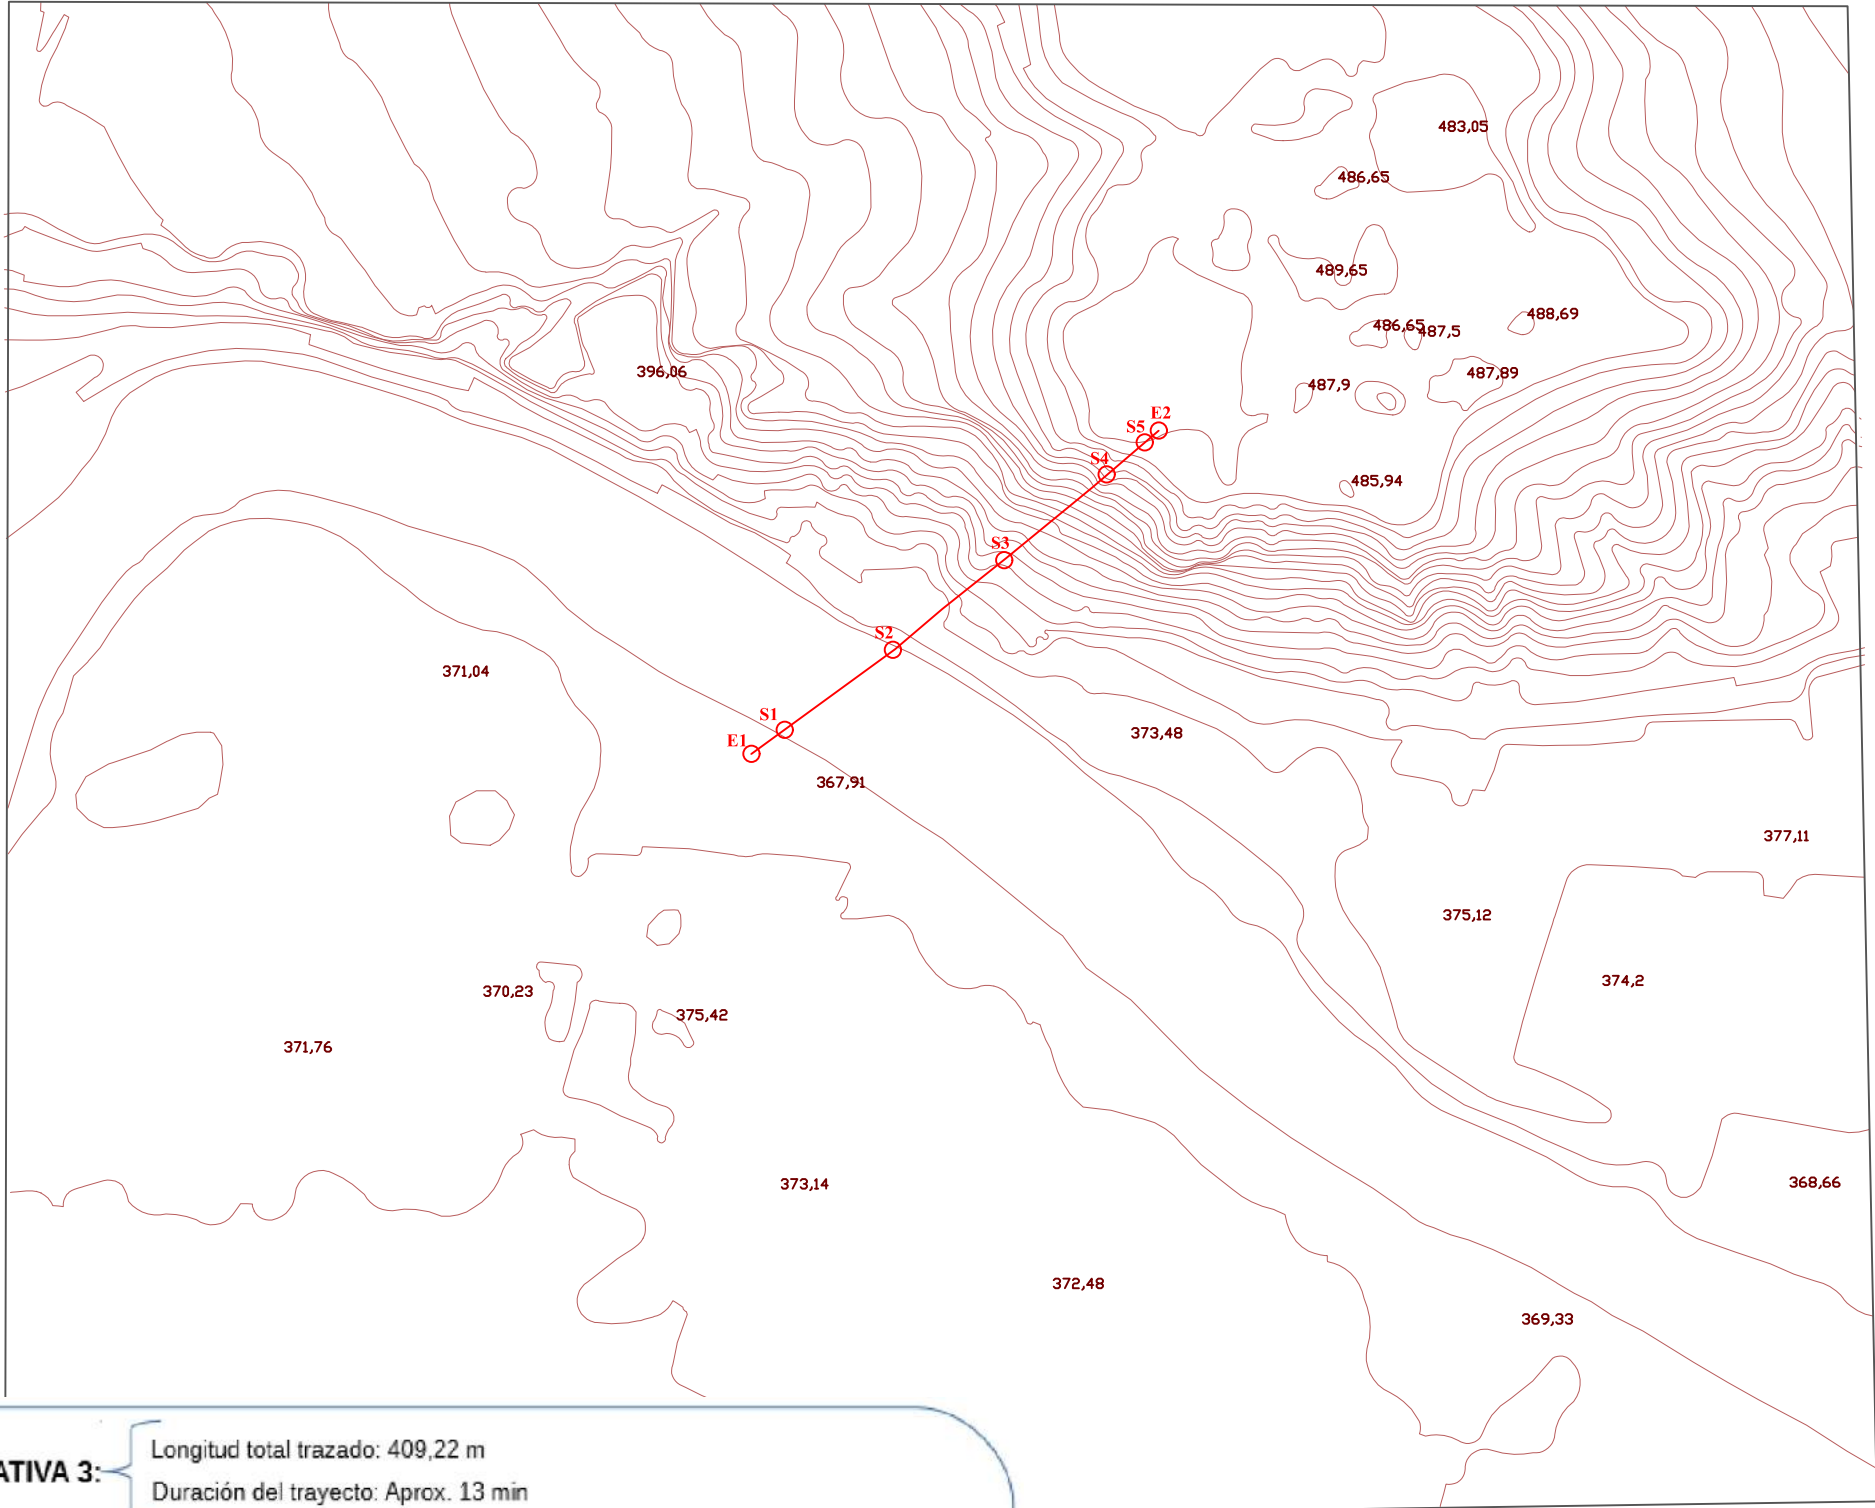 483,05
486,65
489,65
488,69
486,65
487,5
396,06
487,89
487,9
E2
S5
S4
485,94
S3
S2
371,04
S1
373,48
E1
367,91
377,11
375,12
374,2
370,23
375,42
371,76
373,14
368,66
372,48
369,33
Longitud total trazado: 409,22 m
ATIVA 3:
Duración del trayecto: Aprox. 13 min